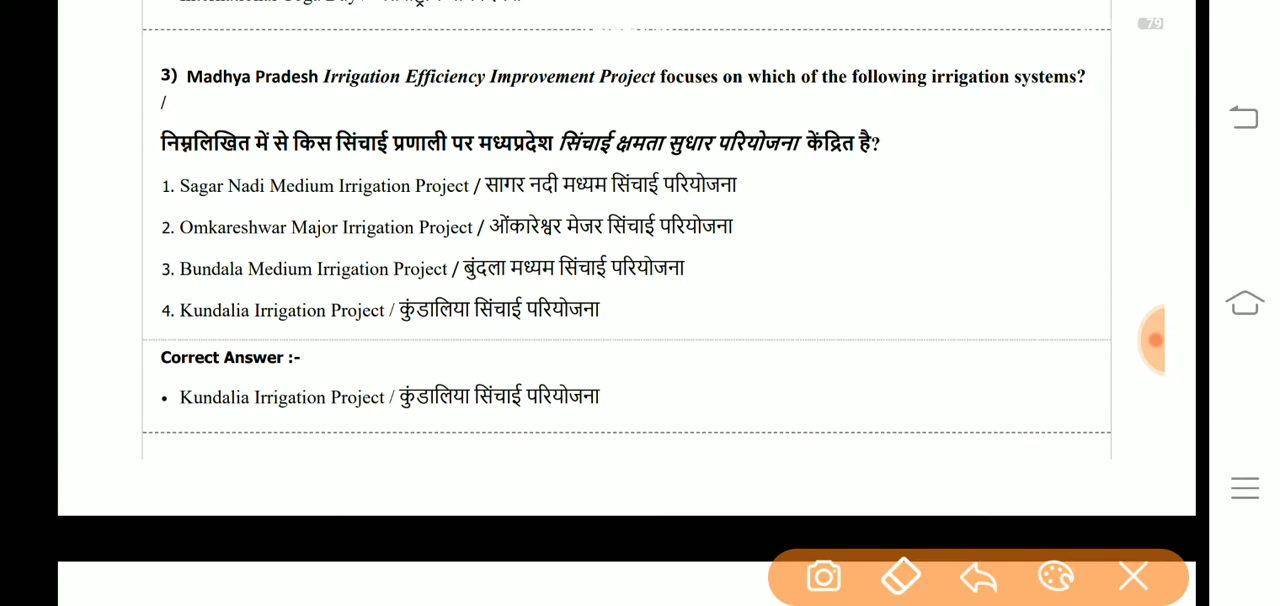 79
3) Madhya Pradesh Irrigation Efficiency Improvement Project focuses on which of the following irrigation systems?
/
निम्नलिखित में से किस सिंचाई प्रणाली पर मध्यप्रदेश सिंचाई क्षमता सुधार परियोजना केंद्रित है?
1. Sagar Nadi Medium Irrigation Project / सागर नदी मध्यम सिंचाई परियोजना
2. Omkareshwar Major Irrigation Project / ओंकारेश्वर मेजर सिंचाई परियोजना
3. Bundala Medium Irrigation Project / बुंदला मध्यम सिंचाई परियोजना
4. Kundalia Irrigation Project / कुंडालिया सिंचाई परियोजना
Correct Answer :-
• Kundalia Irrigation Project / कुंडालिया सिंचाई परियोजना